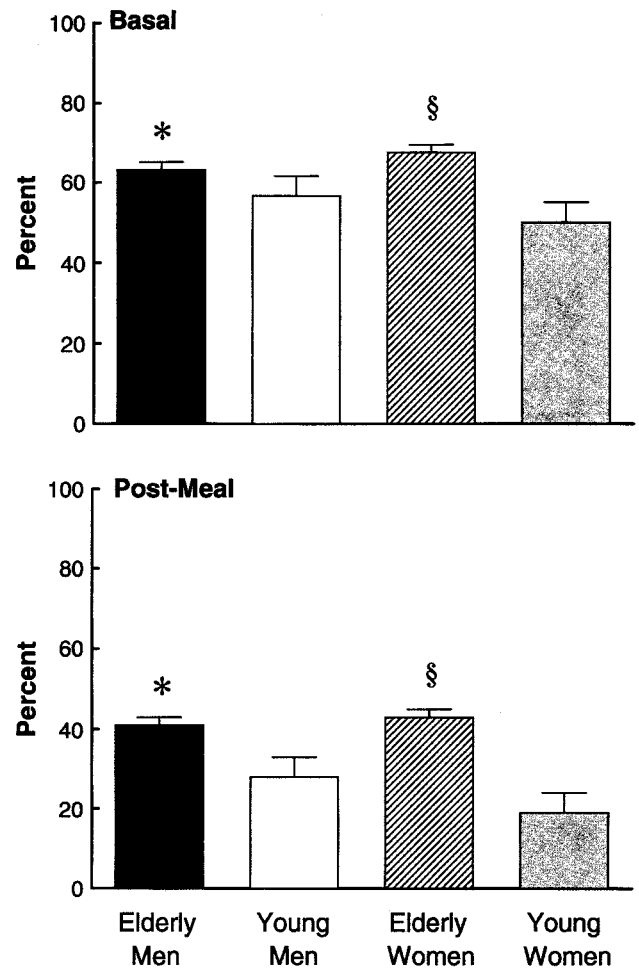 Basal
100
80
60
40
20
0
Percent
*
§
Post-Meal
100
80
60
40
20
0
Percent
*
§
Elderly Men
Young Men
Elderly Women
Young Women